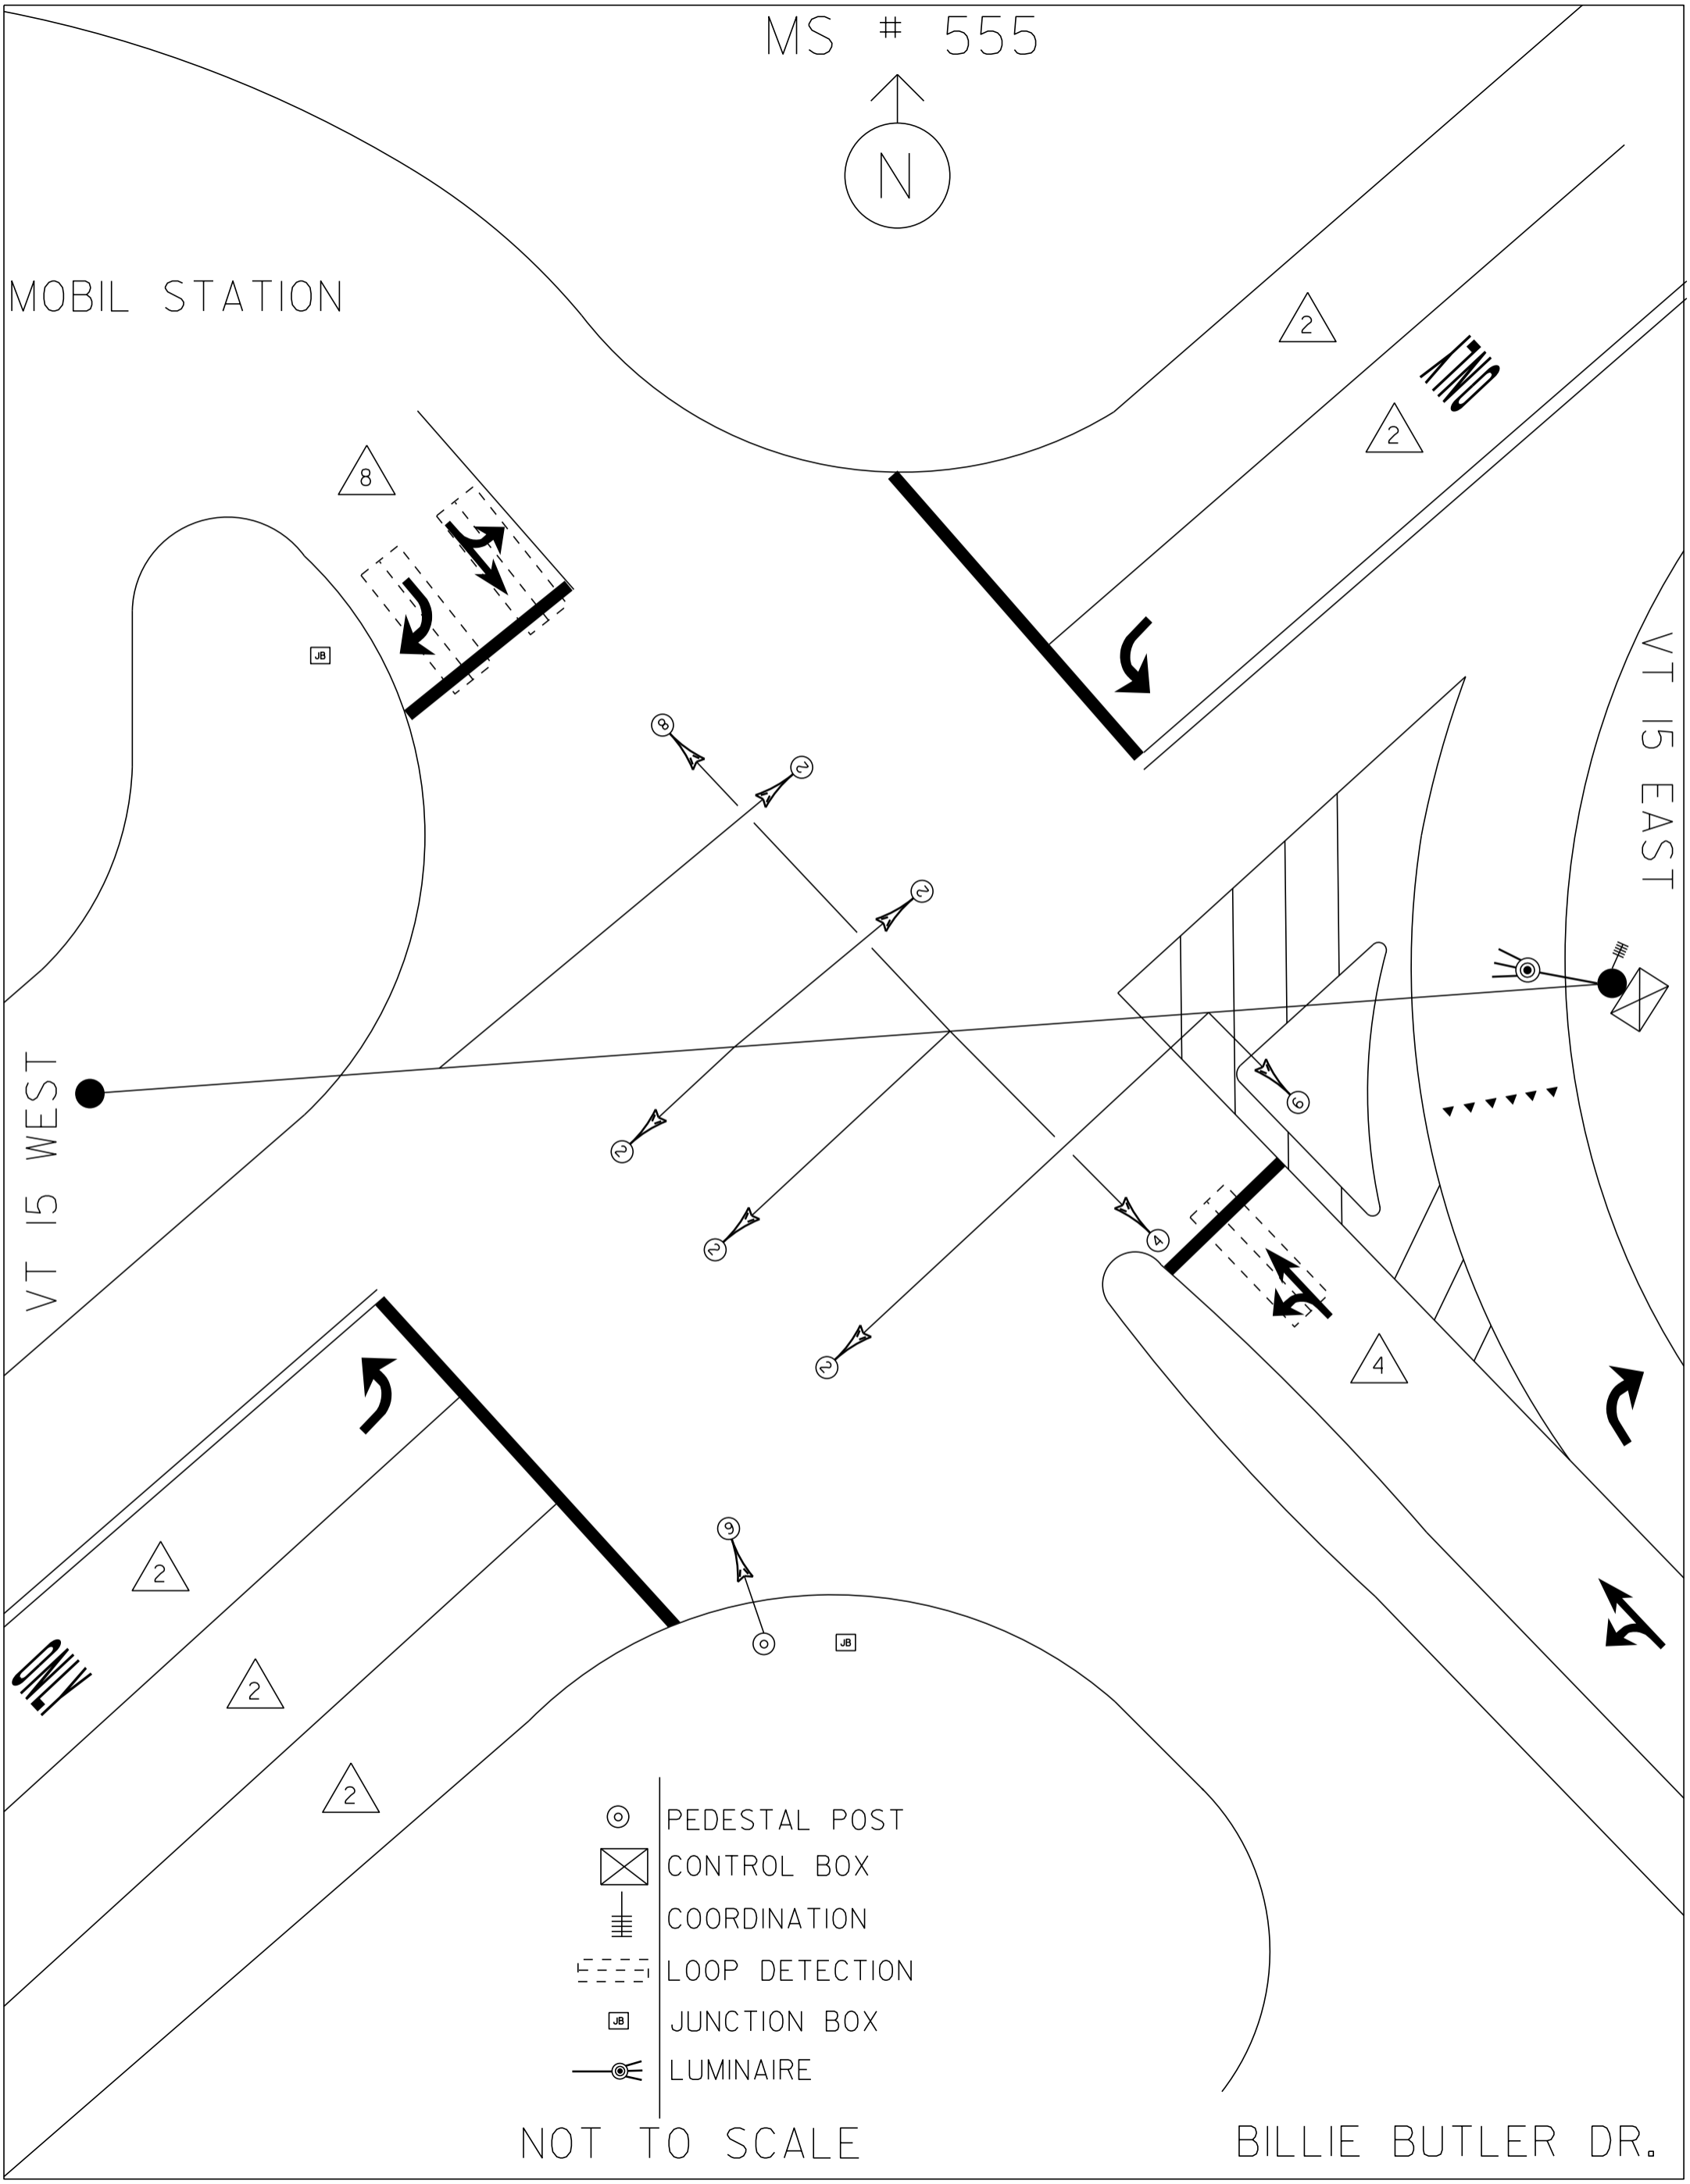 MS # 555
N
MOBIL STATION
2
ONLY
2
8
JB
VT 15 EAST
8
2
2
VT 15 WEST
6
2
4
2
2
4
6
2
ONLY
2
2
JB
PEDESTAL POST
CONTROL BOX
COORDINATION
LOOP DETECTION
JB JUNCTION BOX
LUMINAIRE
NOT TO SCALE
BILLIE BUTLER DR.